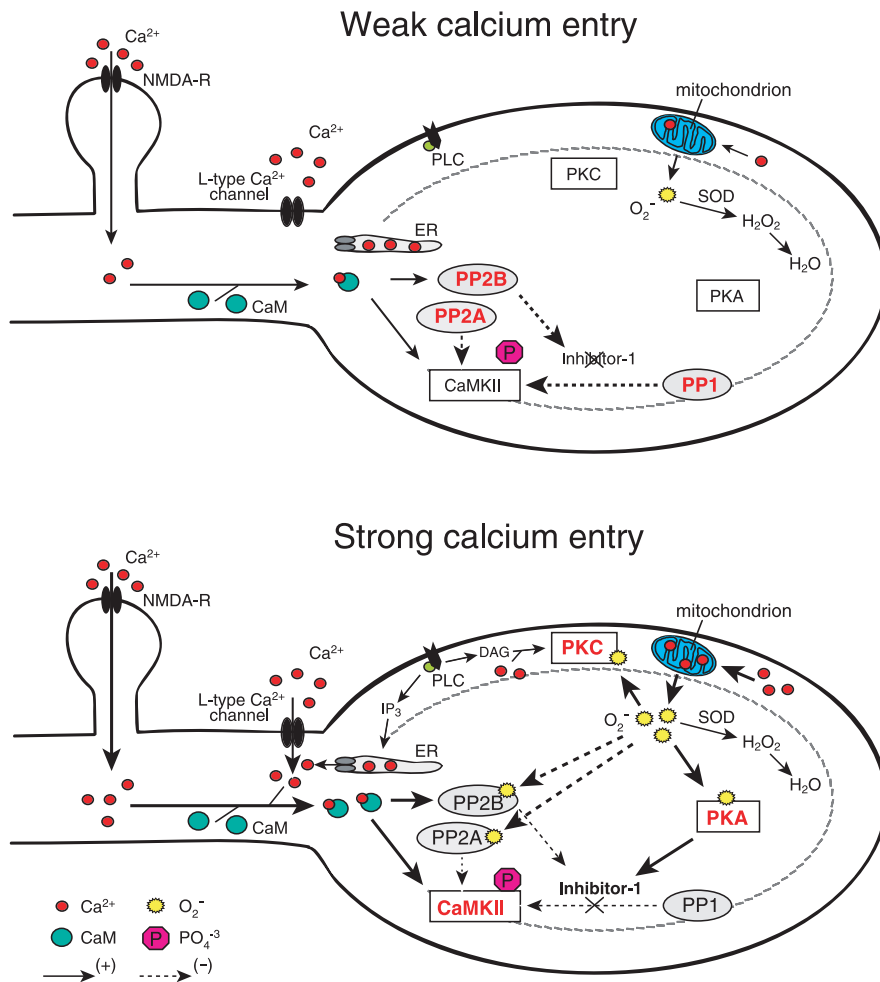 Weak calcium entry
Ca²⁺
NMDA-R
mitochondrion
Ca²⁺
PLC
L-type Ca²⁺
channel
PKC
SOD
O₂⁻
H₂O₂
ER
H₂O
PP2B
PKA
CaM
PP2A
P
Inhibitor-1
CaMKII
PP1
Strong calcium entry
Ca²⁺
NMDA-R
mitochondrion
Ca²⁺
DAG
PKC
PLC
L-type Ca²⁺
channel
IP₃
O₂⁻
SOD
H₂O₂
ER
H₂O
PP2B
CaM
PKA
PP2A
P
Inhibitor-1
CaMKII
PP1
Ca²⁺
O₂⁻
CaM
P
PO₄⁻³
(+)
(-)